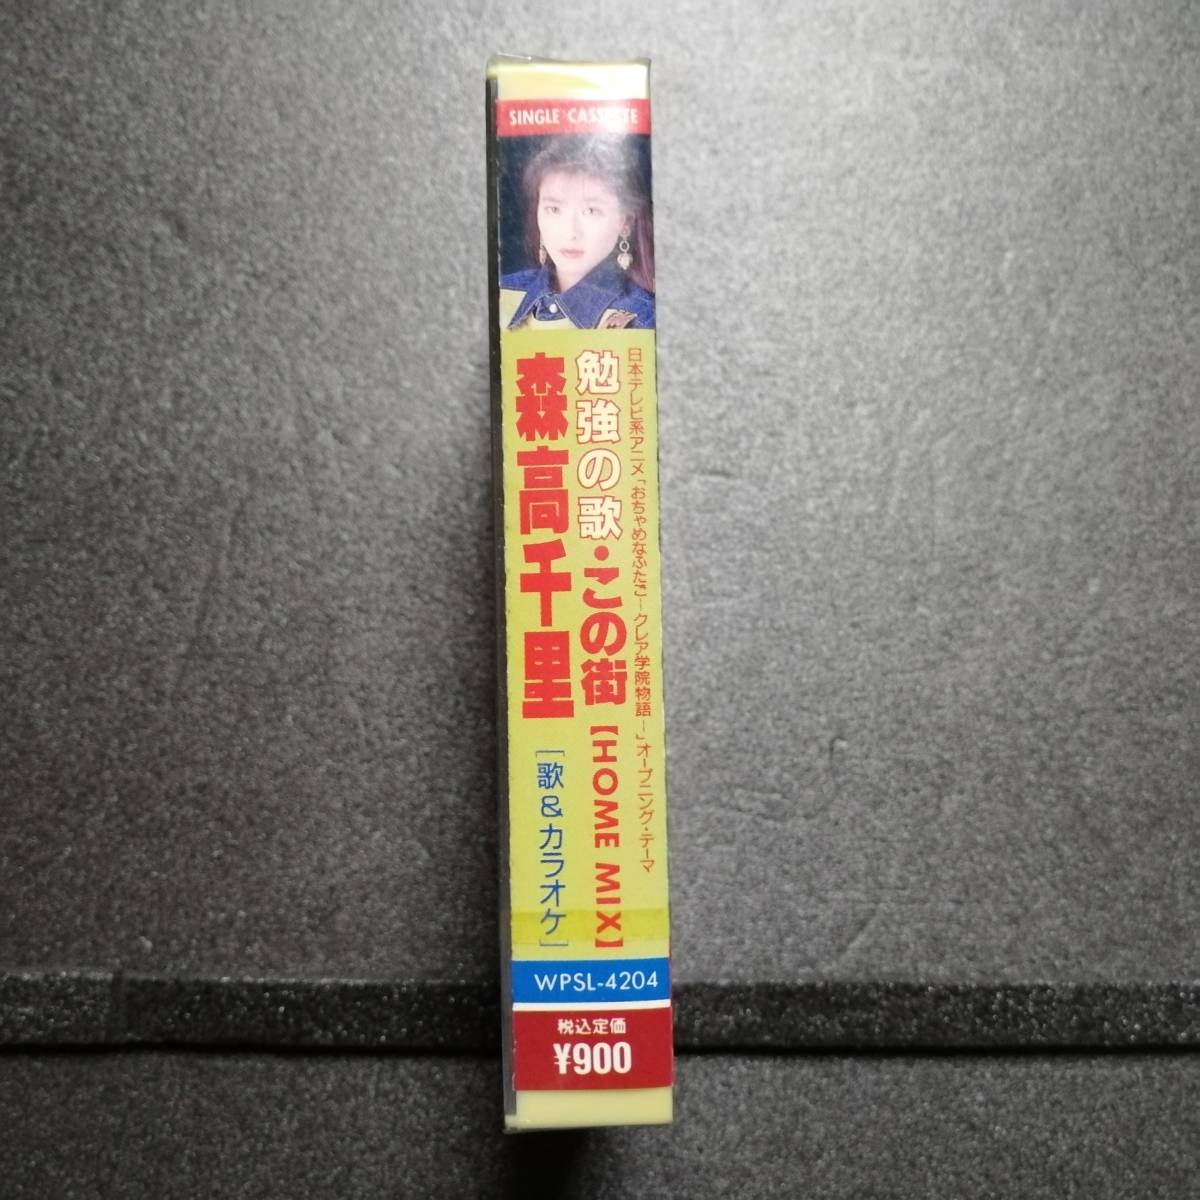 SINGLE CASSETTE
日本テレビ系アニメ「おちゃめなふたご―クレア学院物語―」オープニング・テーマ
勉強の歌・この街【HOME MIX】
森高千里
[歌&カラオケ]
WPSL-4204
税込定価
¥900